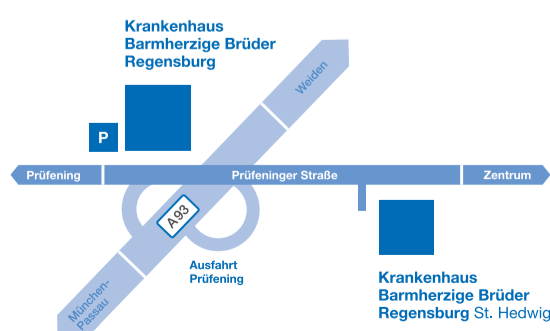 Krankenhaus
Barmherzige Brüder
Regensburg
Weiden
P
Prüfening
Prüfeninger Straße
Zentrum
A93
Ausfahrt
Prüfening
München-
Passau
Krankenhaus
Barmherzige Brüder
Regensburg St. Hedwig